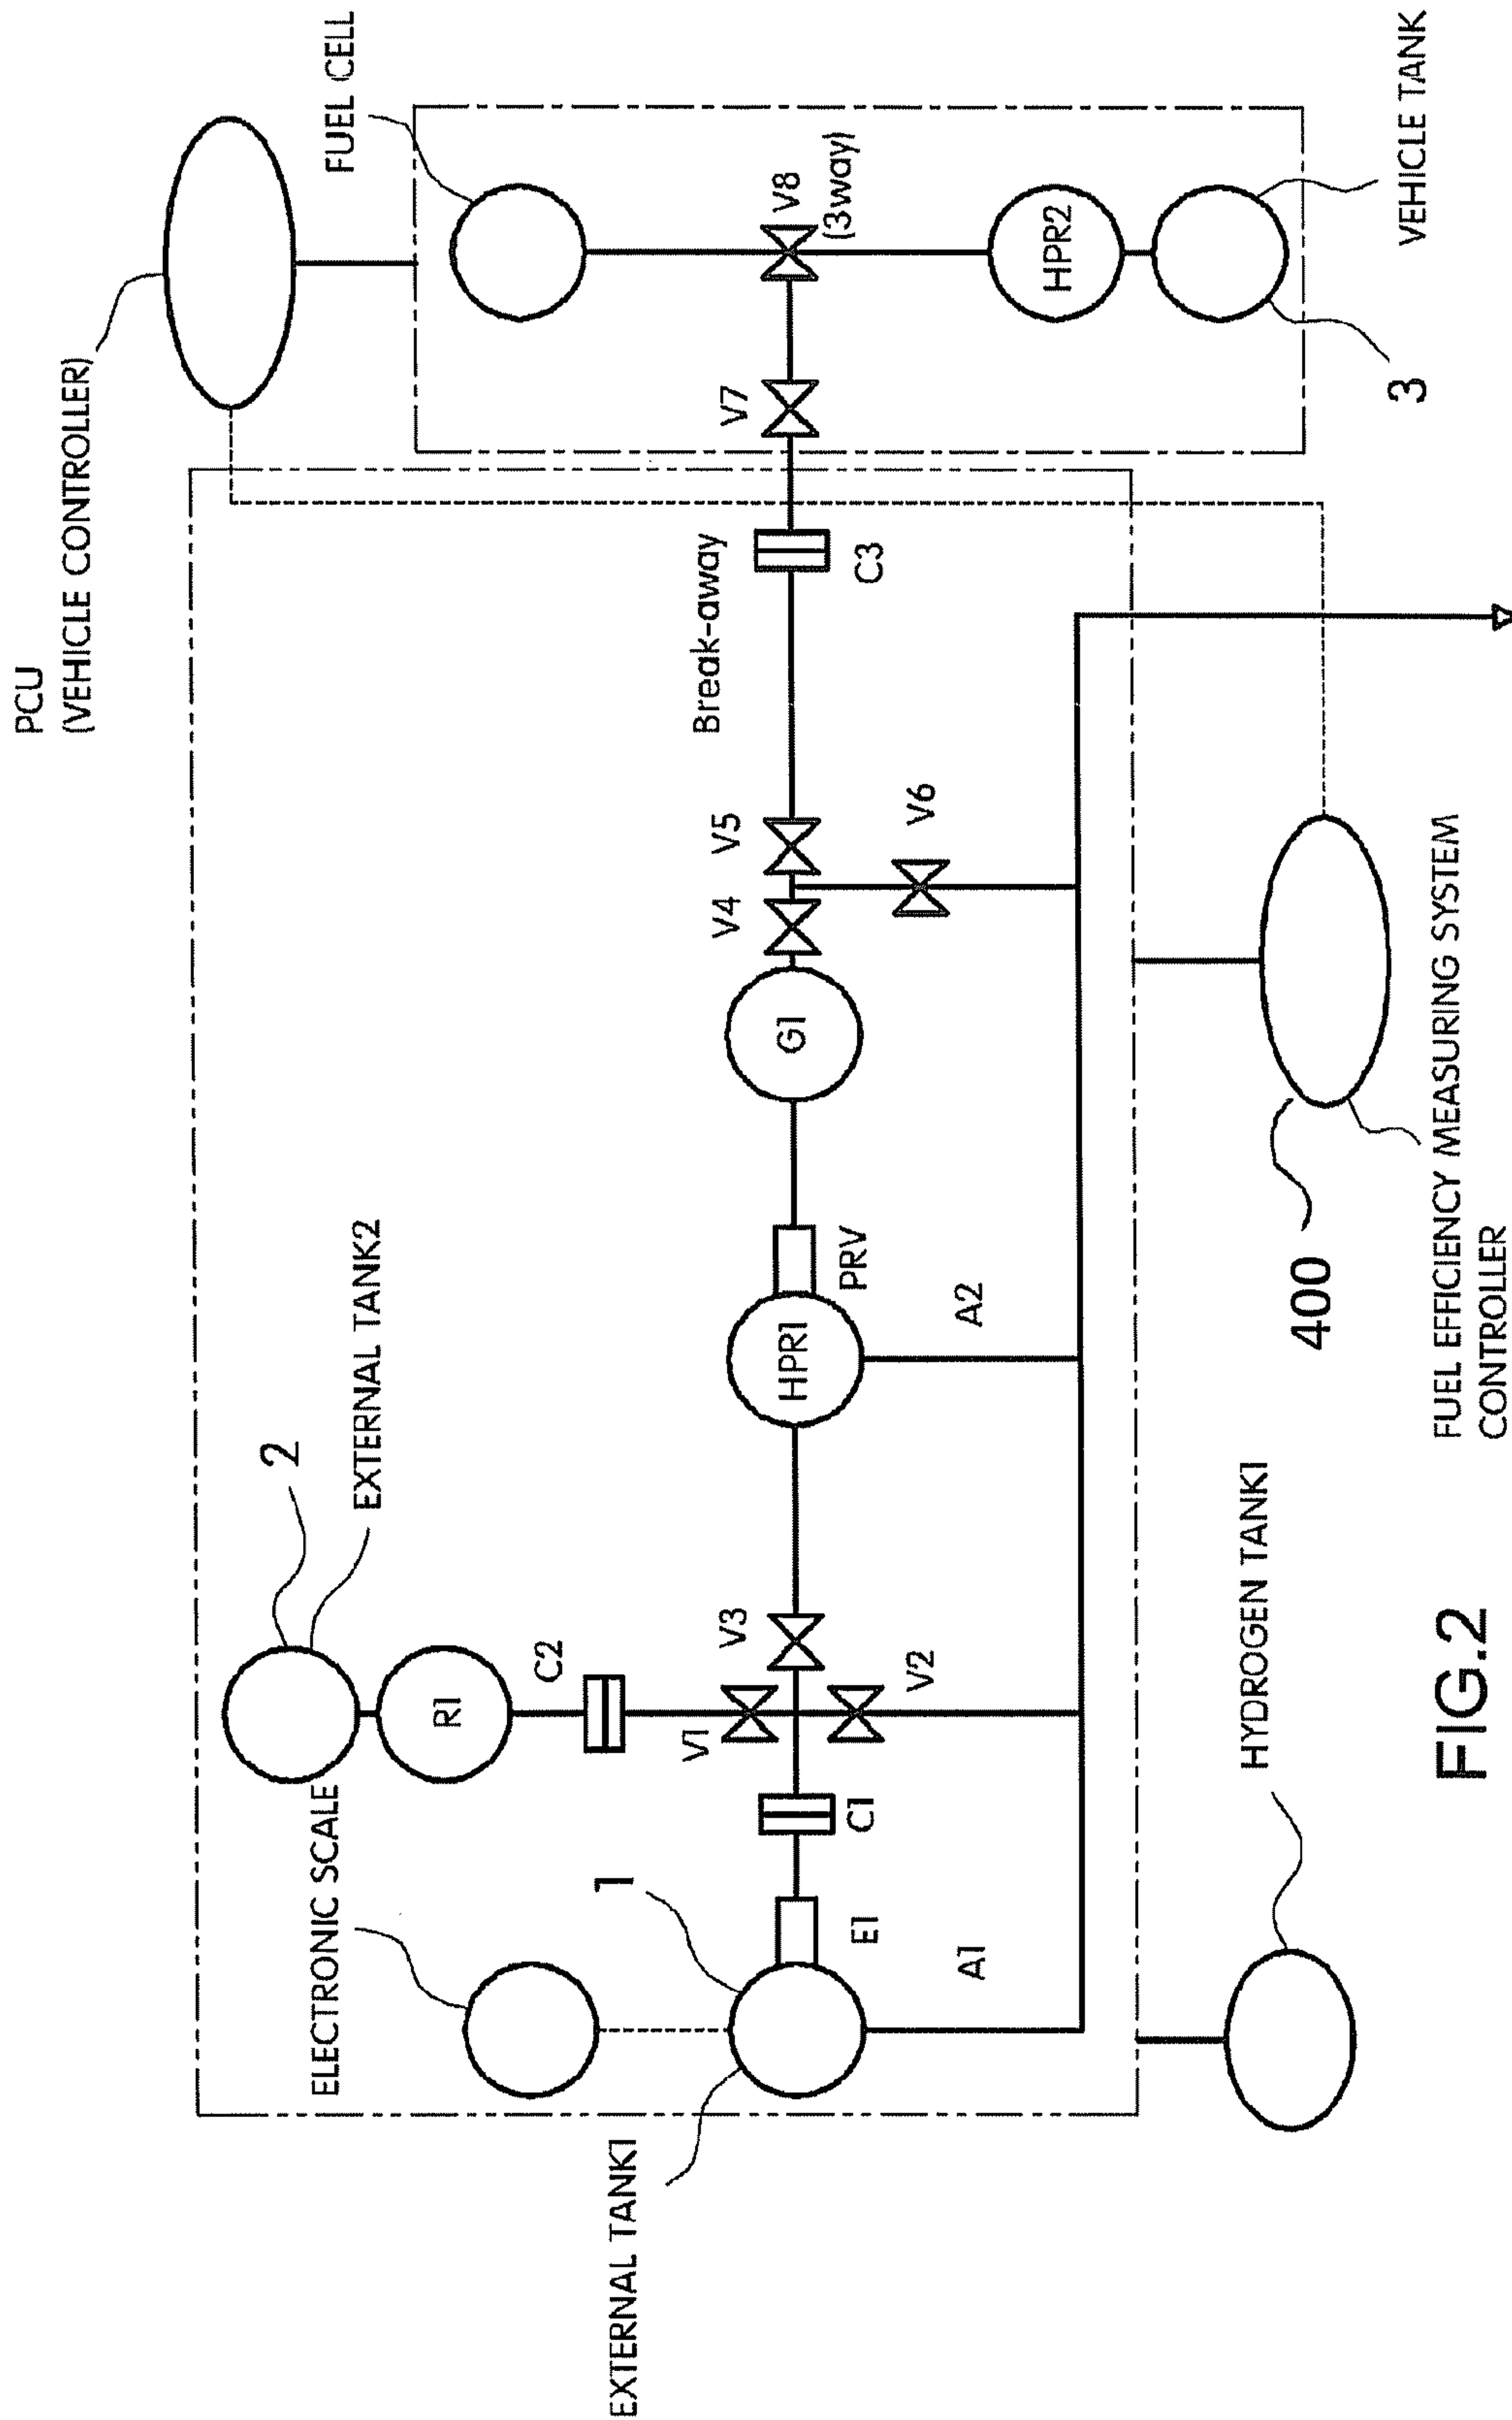 PCU
(VEHICLE CONTROLLER)
FUEL CELL
2
EXTERNAL TANK2
ELECTRONIC SCALE
R1
C2
1
EXTERNAL TANK1
E1
C1
V1
V3
V2
A1
HPR1
PRV
A2
G1
V4
V5
V6
Break-away
C3
V7
V8
(3way)
HPR2
3
VEHICLE TANK
HYDROGEN TANK1
400
FUEL EFFICIENCY MEASURING SYSTEM
CONTROLLER
FIG.2